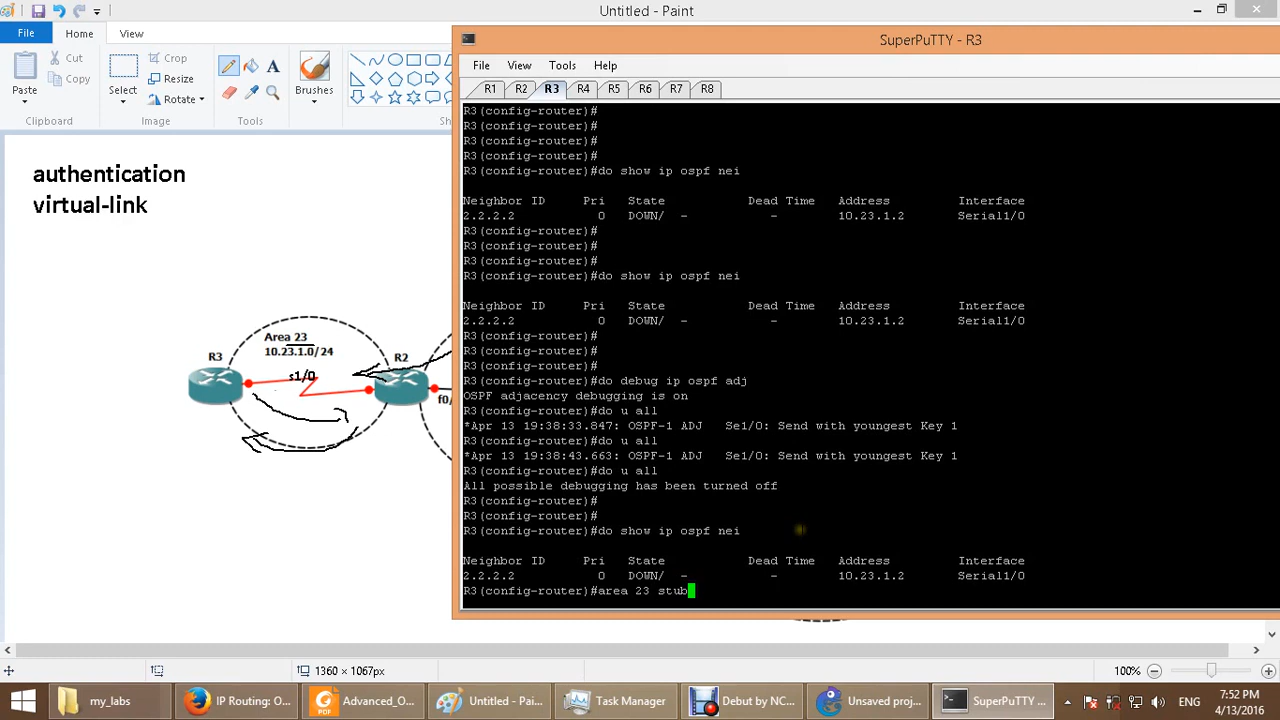 Untitled - Paint
File
Home
View
Paste
Cut
Copy
Clipboard
Select
Crop
Resize
Rotate
Image
Tools
Brushes
Shapes
authentication
virtual-link
Area 23
10.23.1.0/24
R3
R2
s1/0
f0/
SuperPuTTY - R3
File View Tools Help
R1 R2 R3 R4 R5 R6 R7 R8
R3(config-router)#
R3(config-router)#
R3(config-router)#
R3(config-router)#
R3(config-router)#do show ip ospf nei
Neighbor ID Pri State Dead Time Address Interface
2.2.2.2 0 DOWN/ - - 10.23.1.2 Serial1/0
R3(config-router)#
R3(config-router)#
R3(config-router)#
R3(config-router)#do show ip ospf nei
Neighbor ID Pri State Dead Time Address Interface
2.2.2.2 0 DOWN/ - - 10.23.1.2 Serial1/0
R3(config-router)#
R3(config-router)#
R3(config-router)#
R3(config-router)#do debug ip ospf adj
OSPF adjacency debugging is on
R3(config-router)#do u all
*Apr 13 19:38:33.847: OSPF-1 ADJ Se1/0: Send with youngest Key 1
R3(config-router)#do u all
*Apr 13 19:38:43.663: OSPF-1 ADJ Se1/0: Send with youngest Key 1
R3(config-router)#do u all
All possible debugging has been turned off
R3(config-router)#
R3(config-router)#
R3(config-router)#do show ip ospf nei
Neighbor ID Pri State Dead Time Address Interface
2.2.2.2 0 DOWN/ - - 10.23.1.2 Serial1/0
R3(config-router)#area 23 stub
1360 × 1067px
100%
my_labs
IP Routing: O...
Advanced_O...
Untitled - Pai...
Task Manager
Debut by NC...
Unsaved proj...
SuperPuTTY ...
ENG
7:52 PM
4/13/2016